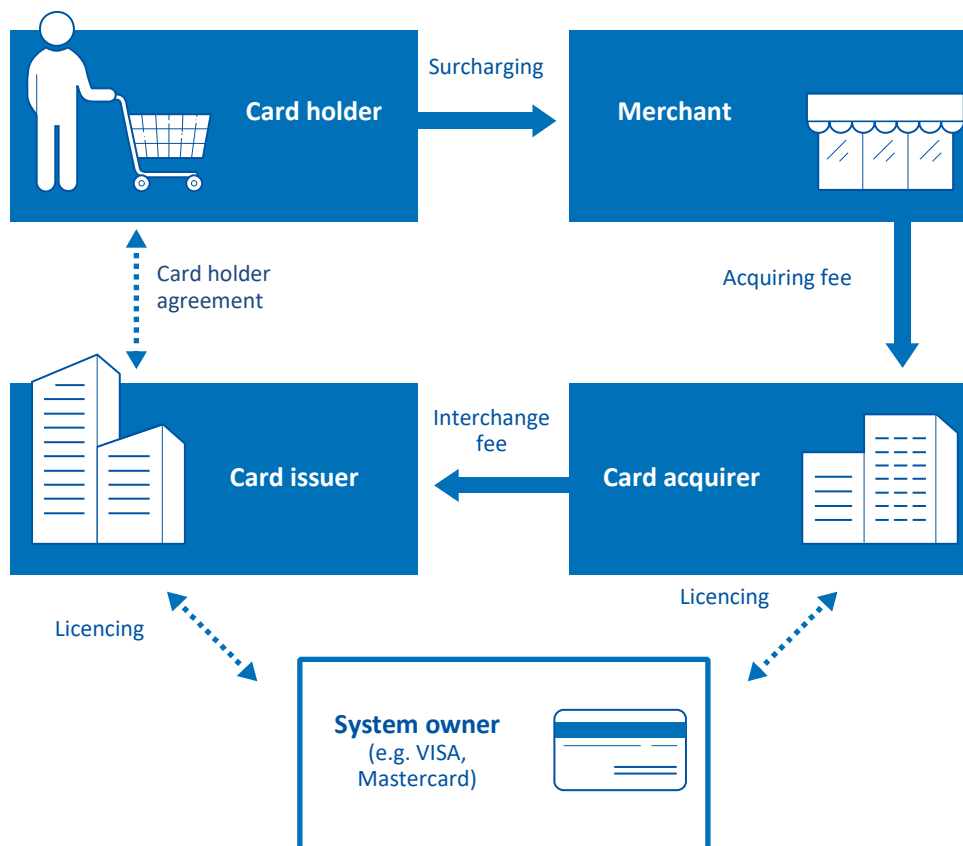 Surcharging
Card holder
Merchant
Card holder
agreement
Acquiring fee
Interchange
fee
Card issuer
Card acquirer
Licencing
Licencing
System owner
(e.g. VISA,
Mastercard)